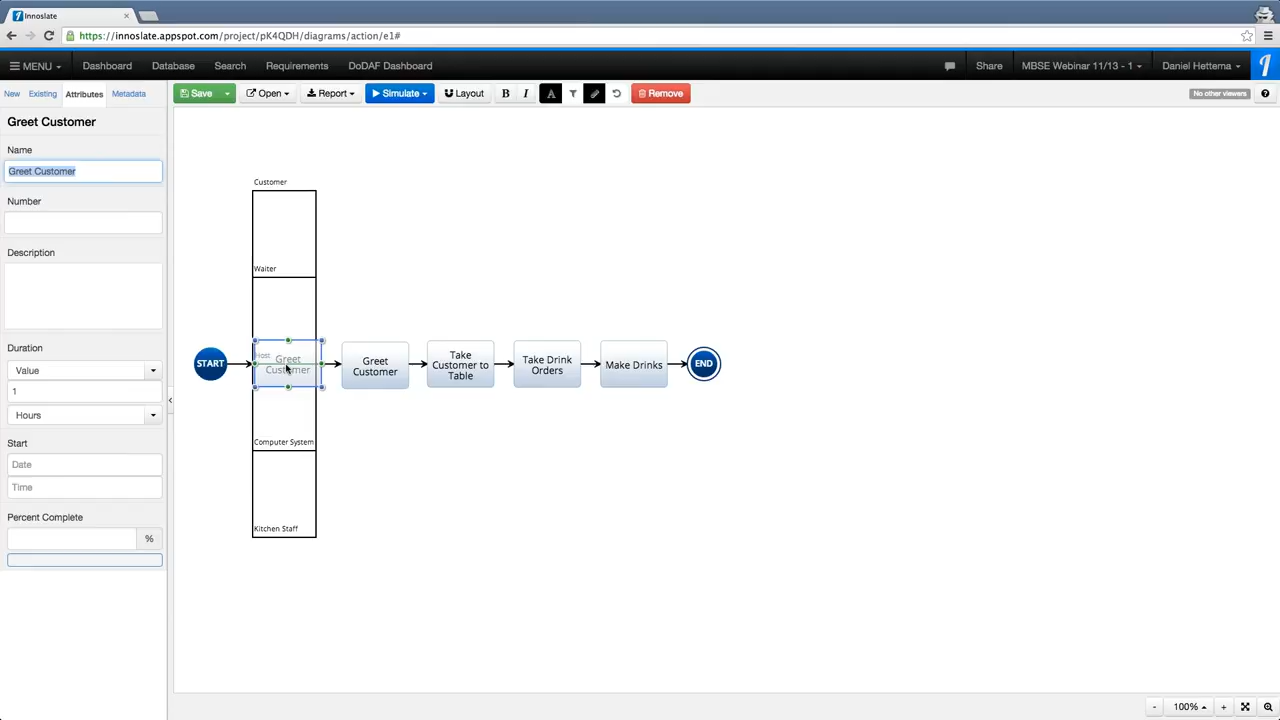 Innoslate
https://innoslate.appspot.com/project/pK4QDH/diagrams/action/e1#
MENU Dashboard Database Search Requirements DoDAF Dashboard Share MBSE Webinar 11/13 - 1 Daniel Hettema
New Existing Attributes Metadata
Save Open Report Simulate Layout B I A Remove No other viewers
Greet Customer
Name
Greet Customer
Number
Description
Duration
Value
1
Hours
Start
Date
Time
Percent Complete
%
Customer
Waiter
Host
Computer System
Kitchen Staff
START
Greet
Customer
Greet
Customer
Take
Customer to
Table
Take Drink
Orders
Make Drinks
END
- 100% +